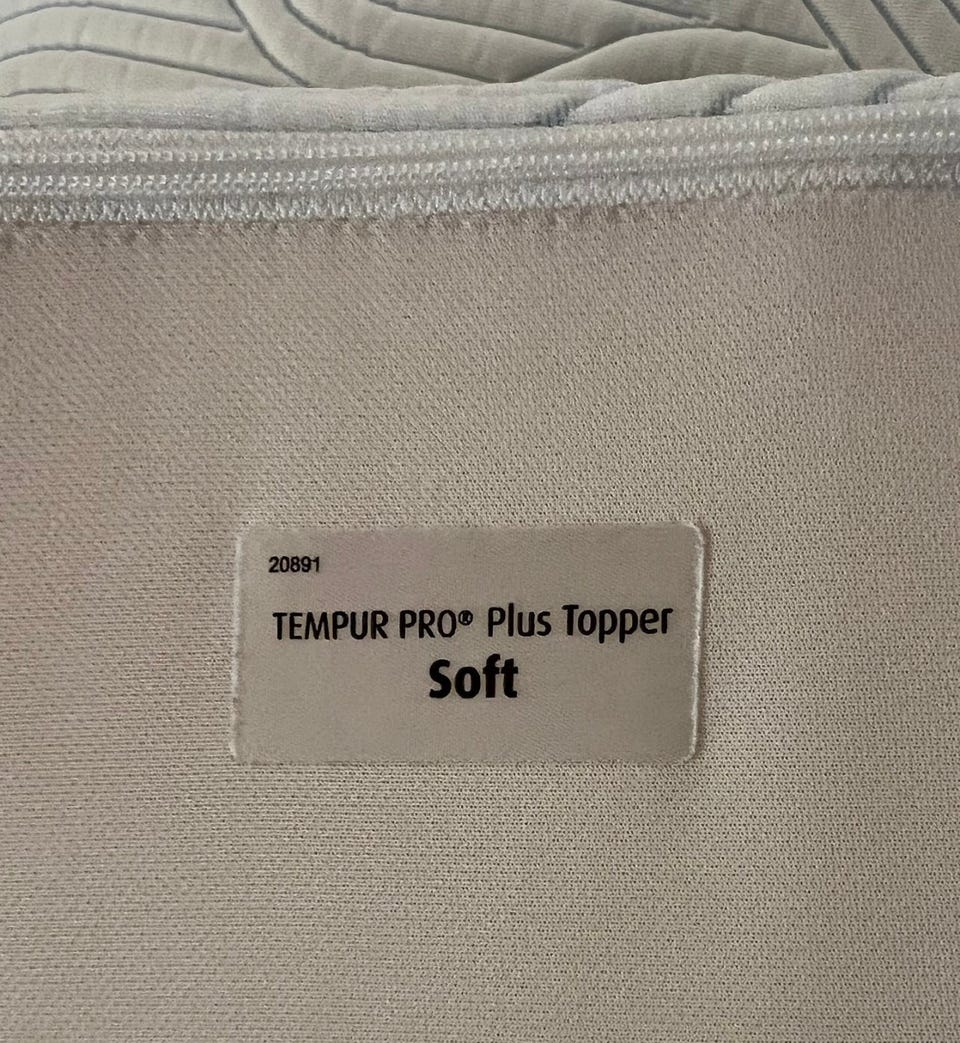 20891
TEMPUR PRO® Plus Topper
Soft